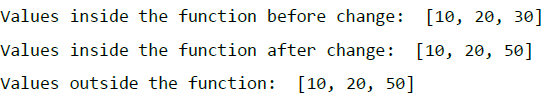 Values inside the function before change:  [10, 20, 30]
Values inside the function after change:  [10, 20, 50]
Values outside the function:  [10, 20, 50]